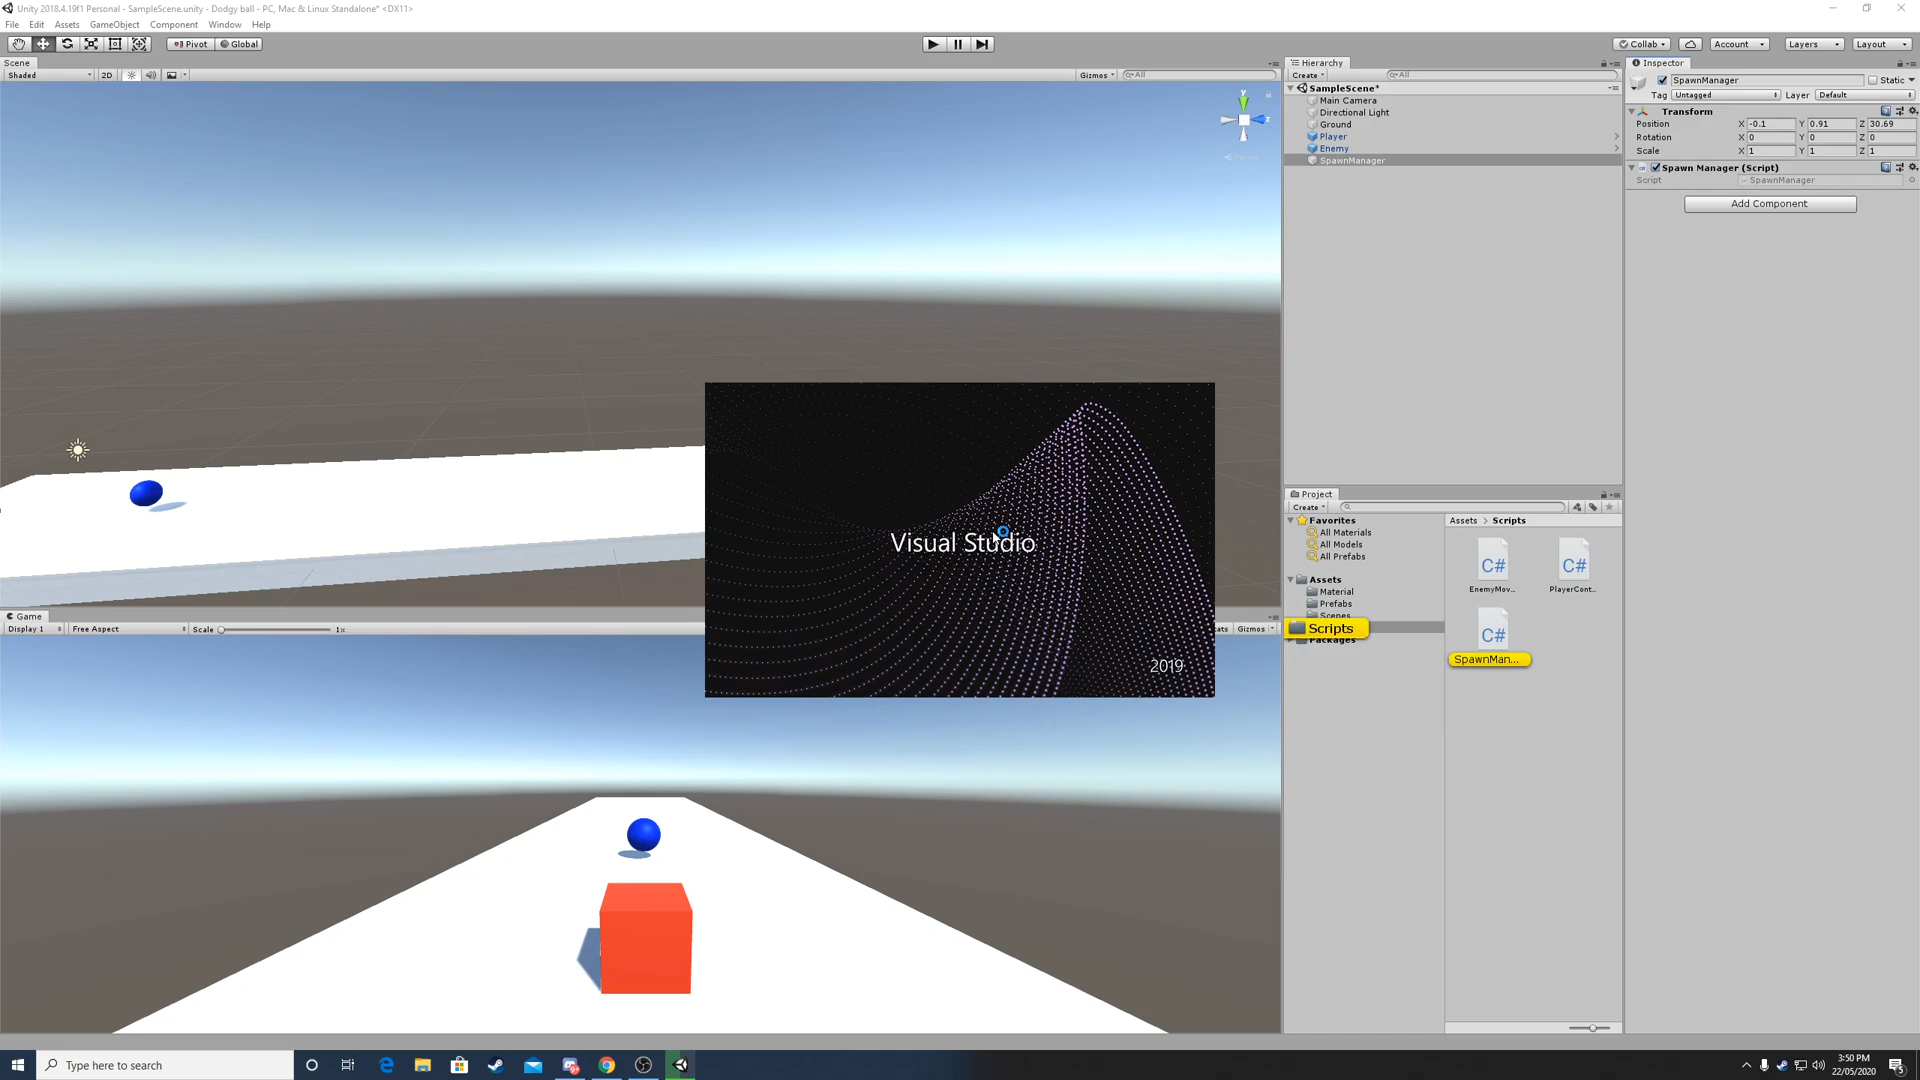 Unity 2018.4.19f1 Personal - SampleScene.unity - Dodgy ball - PC, Mac & Linux Standalone* <DX11>
File Edit Assets GameObject Component Window Help
Pivot Global
Collab Account Layers Layout
Scene
Shaded 2D Gizmos All
Hierarchy
Create All
SampleScene*
Main Camera
Directional Light
Ground
Player
Enemy
SpawnManager
Inspector
SpawnManager Static
Tag Untagged Layer Default
Transform
Position X -0.1 Y 0.91 Z 30.69
Rotation X 0 Y 0 Z 0
Scale X 1 Y 1 Z 1
Spawn Manager (Script)
Script SpawnManager
Add Component
y
z
Visual Studio
2019
Project
Create
Favorites
All Materials
All Models
All Prefabs
Assets
Material
Prefabs
Scenes
Scripts
Packages
Assets > Scripts
C# C#
EnemyMov... PlayerCont...
C#
SpawnMan...
Game
Display 1 Free Aspect Scale 1x Gizmos
Type here to search
3:50 PM
22/05/2020